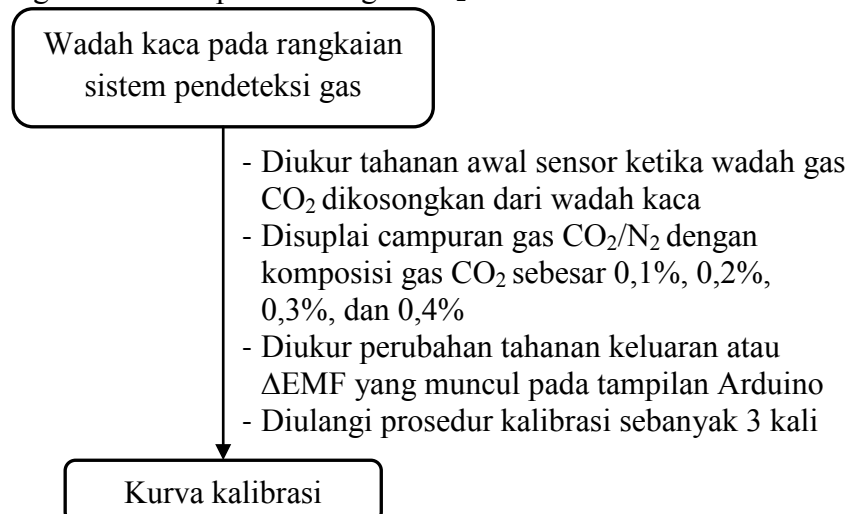 Wadah kaca pada rangkaian
sistem pendeteksi gas
- Diukur tahanan awal sensor ketika wadah gas
CO₂ dikosongkan dari wadah kaca
- Disuplai campuran gas CO₂/N₂ dengan
komposisi gas CO₂ sebesar 0,1%, 0,2%,
0,3%, dan 0,4%
- Diukur perubahan tahanan keluaran atau
ΔEMF yang muncul pada tampilan Arduino
- Diulangi prosedur kalibrasi sebanyak 3 kali
Kurva kalibrasi